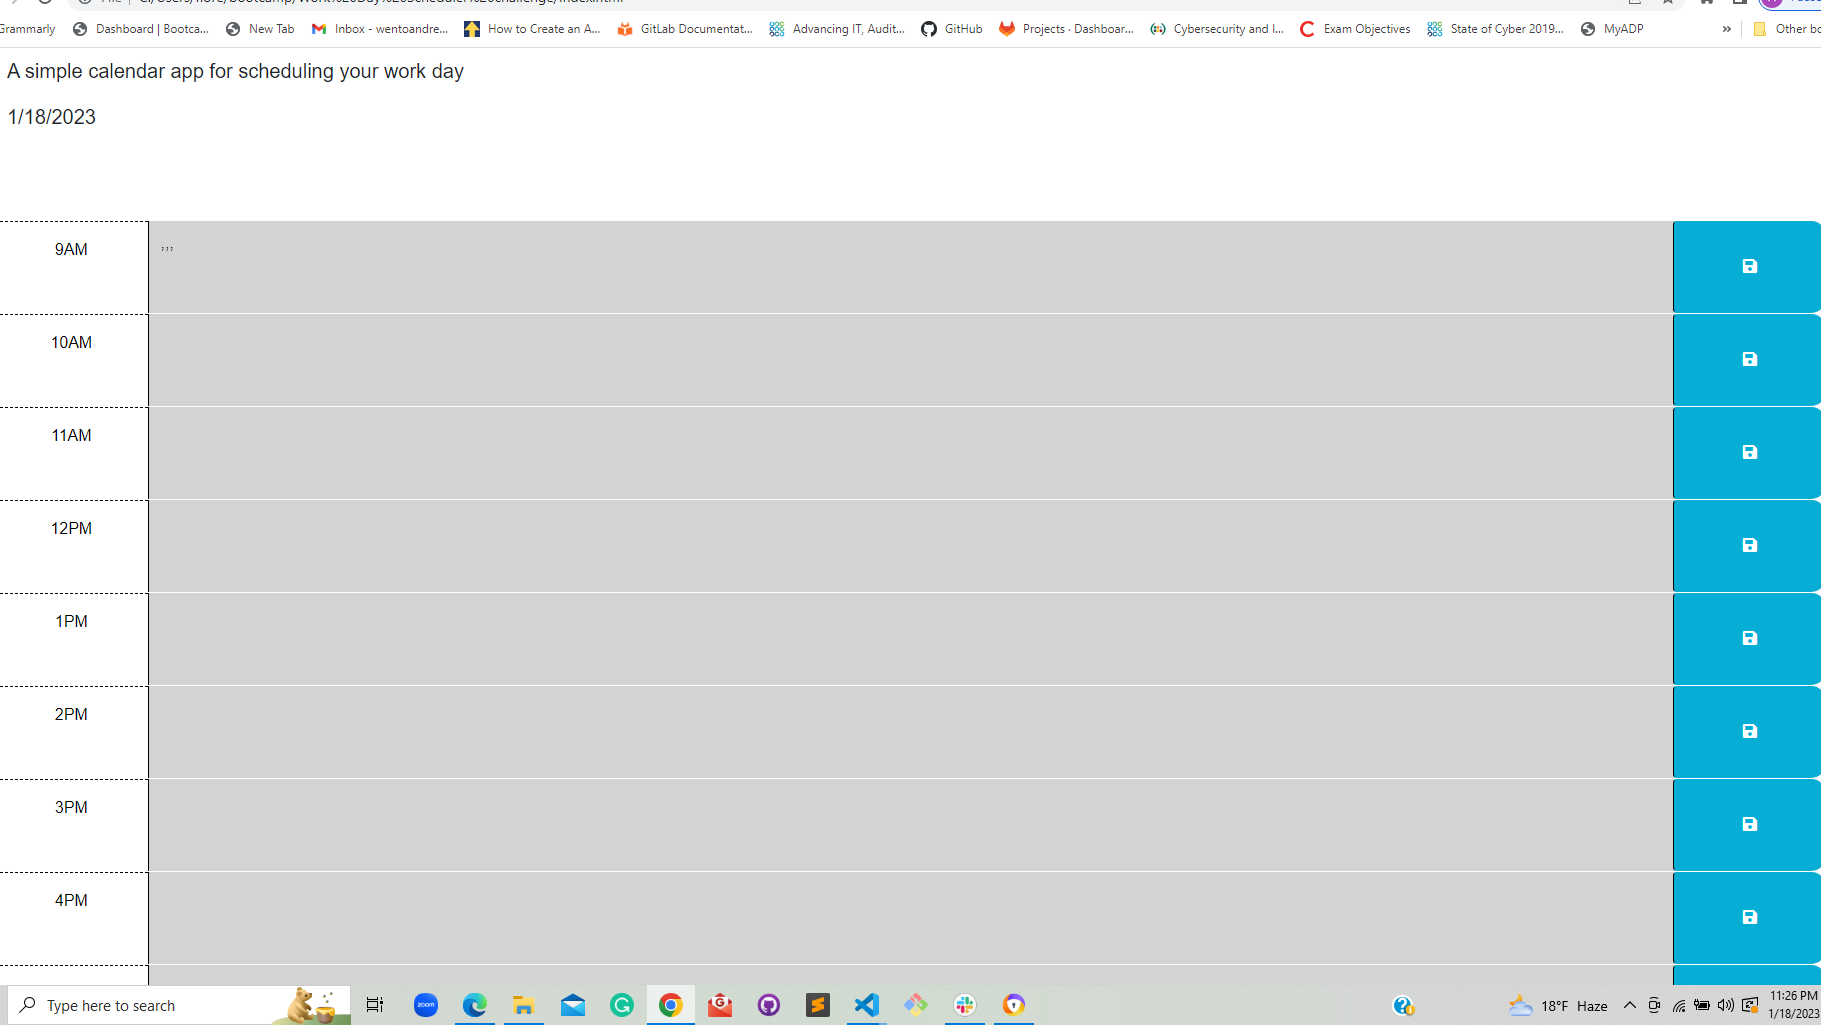 Grammarly Dashboard | Bootca... New Tab Inbox - wentoandre... How to Create an A... GitLab Documentat... Advancing IT, Audit... GitHub Projects · Dashboar... Cybersecurity and I... Exam Objectives State of Cyber 2019... MyADP » Other bo
A simple calendar app for scheduling your work day
1/18/2023
9AM ,,,
10AM
11AM
12PM
1PM
2PM
3PM
4PM
Type here to search zoom 18°F Haze 11:26 PM
1/18/2023